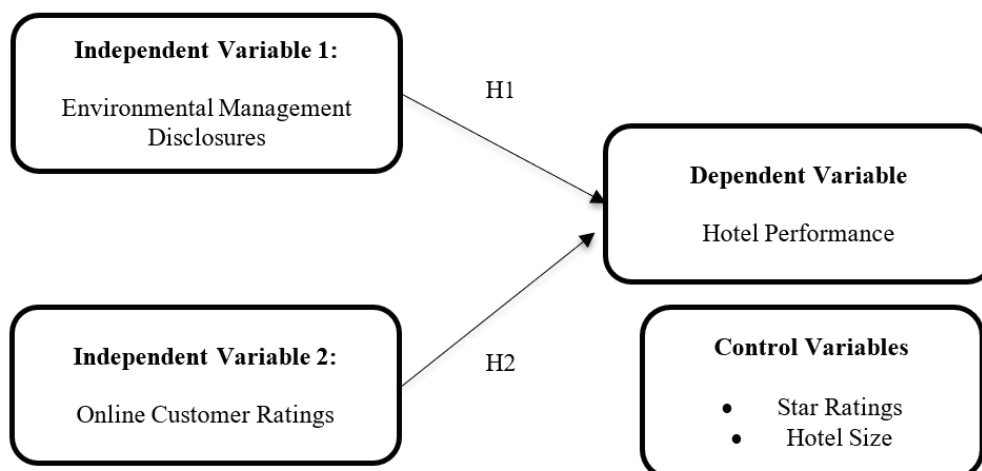 Independent Variable 1:
Environmental Management
Disclosures
H1
Dependent Variable
Hotel Performance
Independent Variable 2:
Online Customer Ratings
H2
Control Variables
• Star Ratings
• Hotel Size